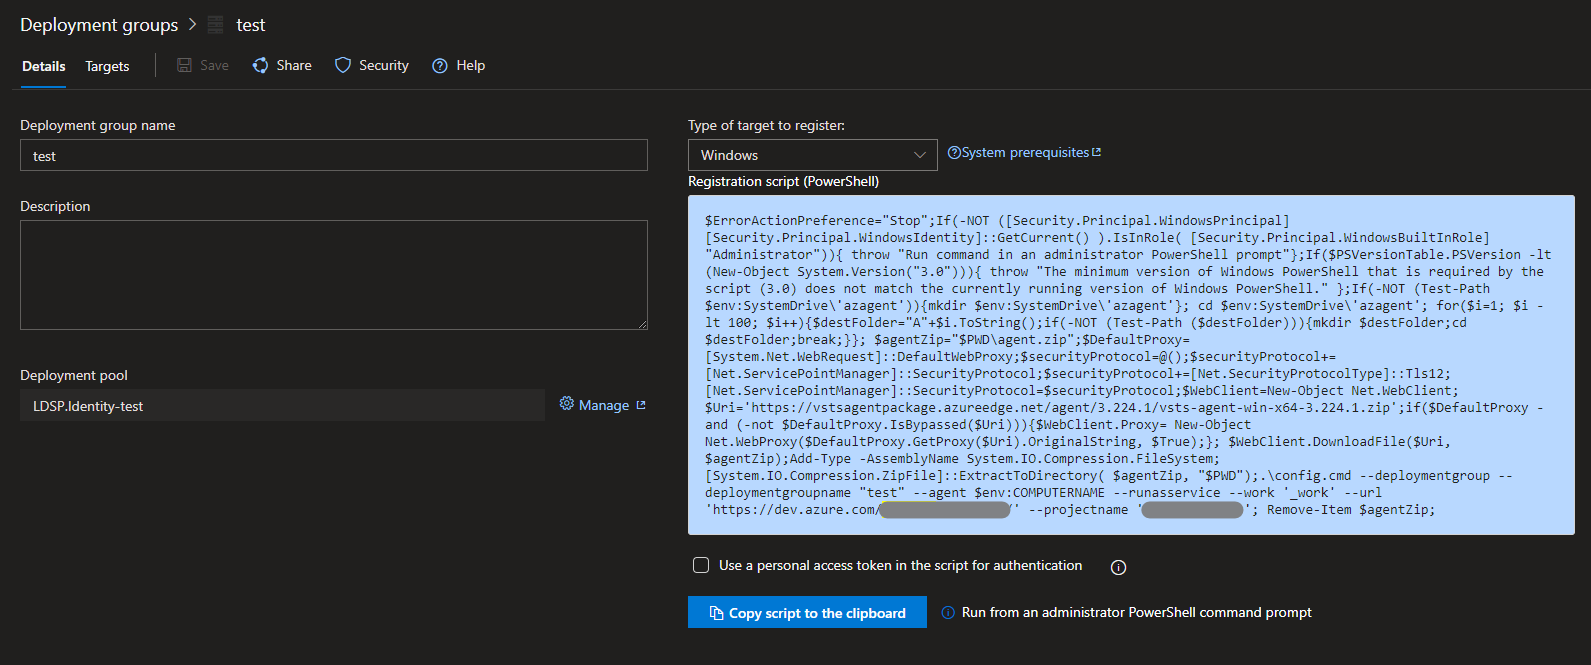 Deployment groups > test
Details Targets Save Share Security Help
Deployment group name
test
Description
Deployment pool
LDSP.Identity-test
Manage
Type of target to register:
Windows
System prerequisites
Registration script (PowerShell)
$ErrorActionPreference="Stop";If(-NOT ([Security.Principal.WindowsPrincipal]
[Security.Principal.WindowsIdentity]::GetCurrent() ).IsInRole( [Security.Principal.WindowsBuiltInRole]
"Administrator")){ throw "Run command in an administrator PowerShell prompt"};If($PSVersionTable.PSVersion -lt
(New-Object System.Version("3.0"))){ throw "The minimum version of Windows PowerShell that is required by the
script (3.0) does not match the currently running version of Windows PowerShell." };If(-NOT (Test-Path
$env:SystemDrive\'azagent')){mkdir $env:SystemDrive\'azagent'}; cd $env:SystemDrive\'azagent'; for($i=1; $i -
lt 100; $i++){$destFolder="A"+$i.ToString();if(-NOT (Test-Path ($destFolder))){mkdir $destFolder;cd
$destFolder;break;}}; $agentZip="$PWD\agent.zip";$DefaultProxy=
[System.Net.WebRequest]::DefaultWebProxy;$securityProtocol=@();$securityProtocol+=
[Net.ServicePointManager]::SecurityProtocol;$securityProtocol+=[Net.SecurityProtocolType]::Tls12;
[Net.ServicePointManager]::SecurityProtocol=$securityProtocol;$WebClient=New-Object Net.WebClient;
$Uri='https://vstsagentpackage.azureedge.net/agent/3.224.1/vsts-agent-win-x64-3.224.1.zip';if($DefaultProxy -
and (-not $DefaultProxy.IsBypassed($Uri))){$WebClient.Proxy= New-Object
Net.WebProxy($DefaultProxy.GetProxy($Uri).OriginalString, $True);}; $WebClient.DownloadFile($Uri,
$agentZip);Add-Type -AssemblyName System.IO.Compression.FileSystem;
[System.IO.Compression.ZipFile]::ExtractToDirectory( $agentZip, "$PWD");.\config.cmd --deploymentgroup --
deploymentgroupname "test" --agent $env:COMPUTERNAME --runasservice --work '_work' --url
'https://dev.azure.com/ /' --projectname ' '; Remove-Item $agentZip;
Use a personal access token in the script for authentication
Copy script to the clipboard
Run from an administrator PowerShell command prompt